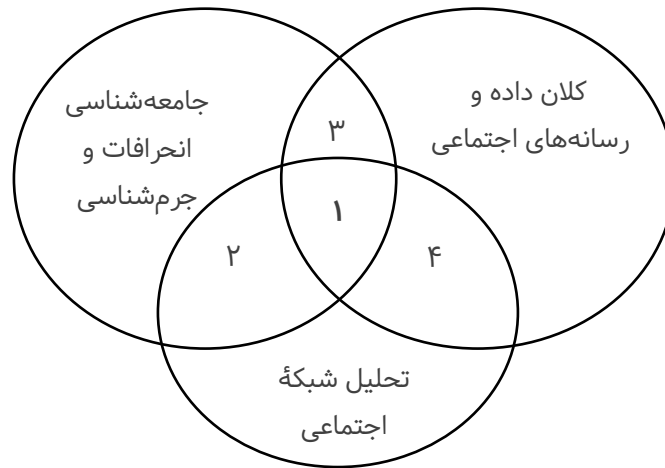 کلان داده و
رسانه‌های اجتماعی
جامعه‌شناسی
انحرافات و
جرم‌شناسی
۳
۱
۴
۲
تحلیل شبکهٔ
اجتماعی